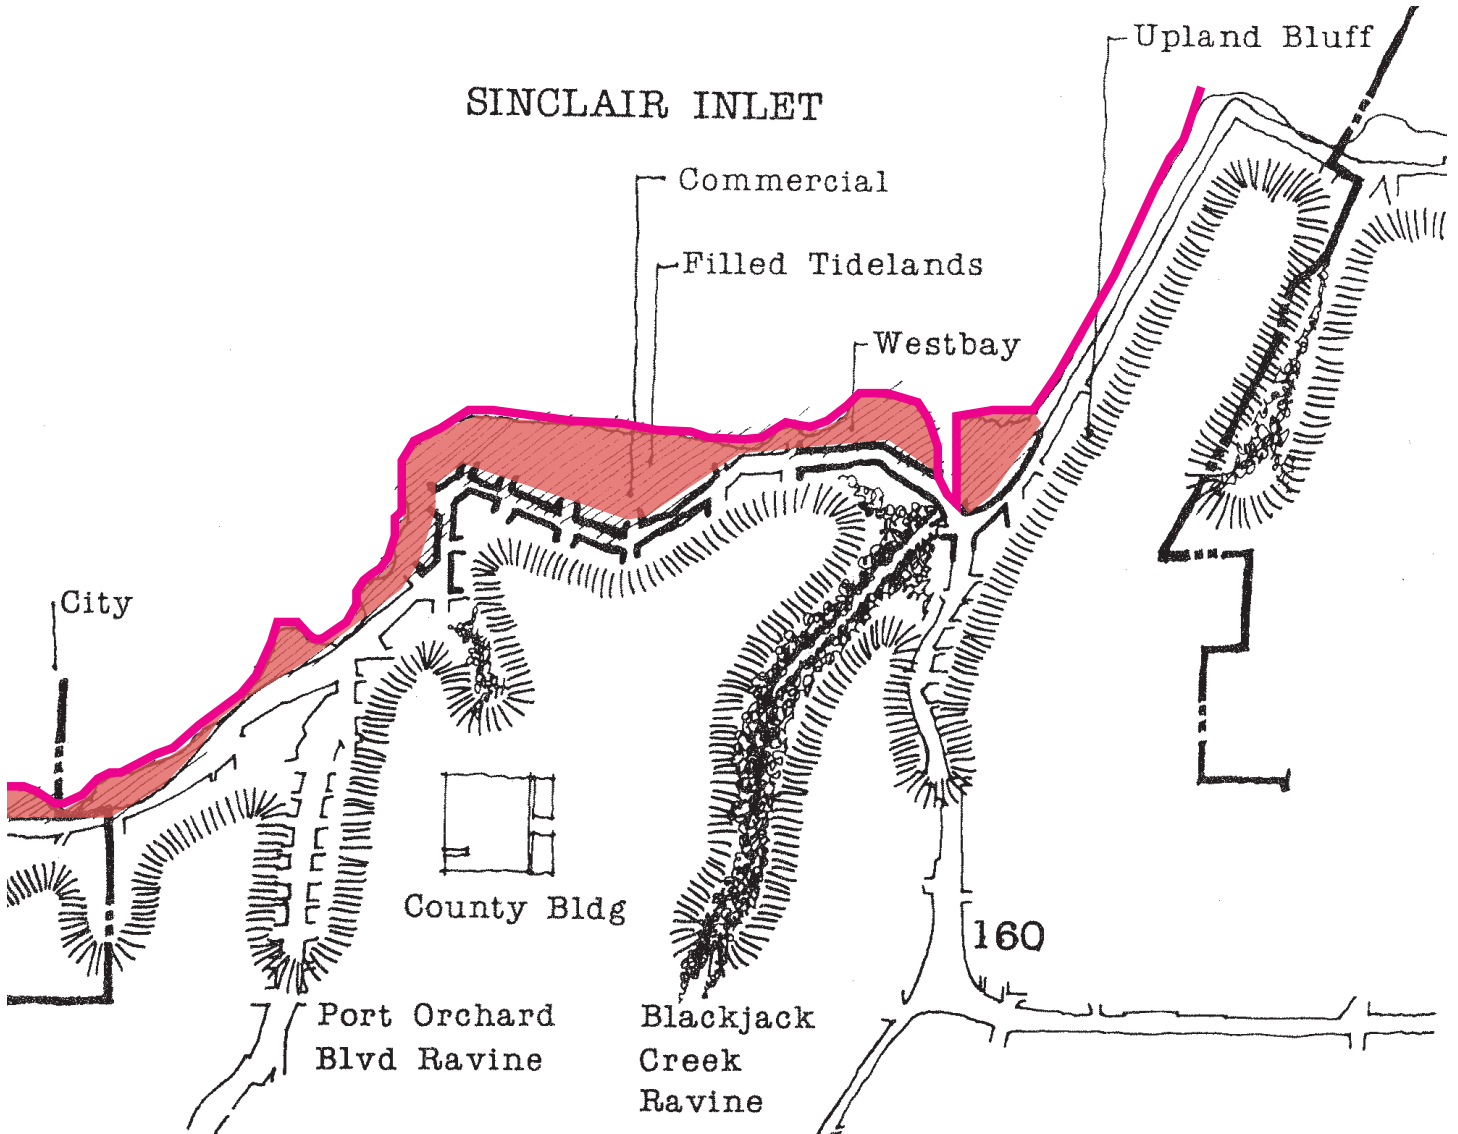 Upland Bluff
SINCLAIR INLET
Commercial
Filled Tidelands
Westbay
City
County Bldg
160
Port Orchard
Blvd Ravine
Blackjack
Creek
Ravine